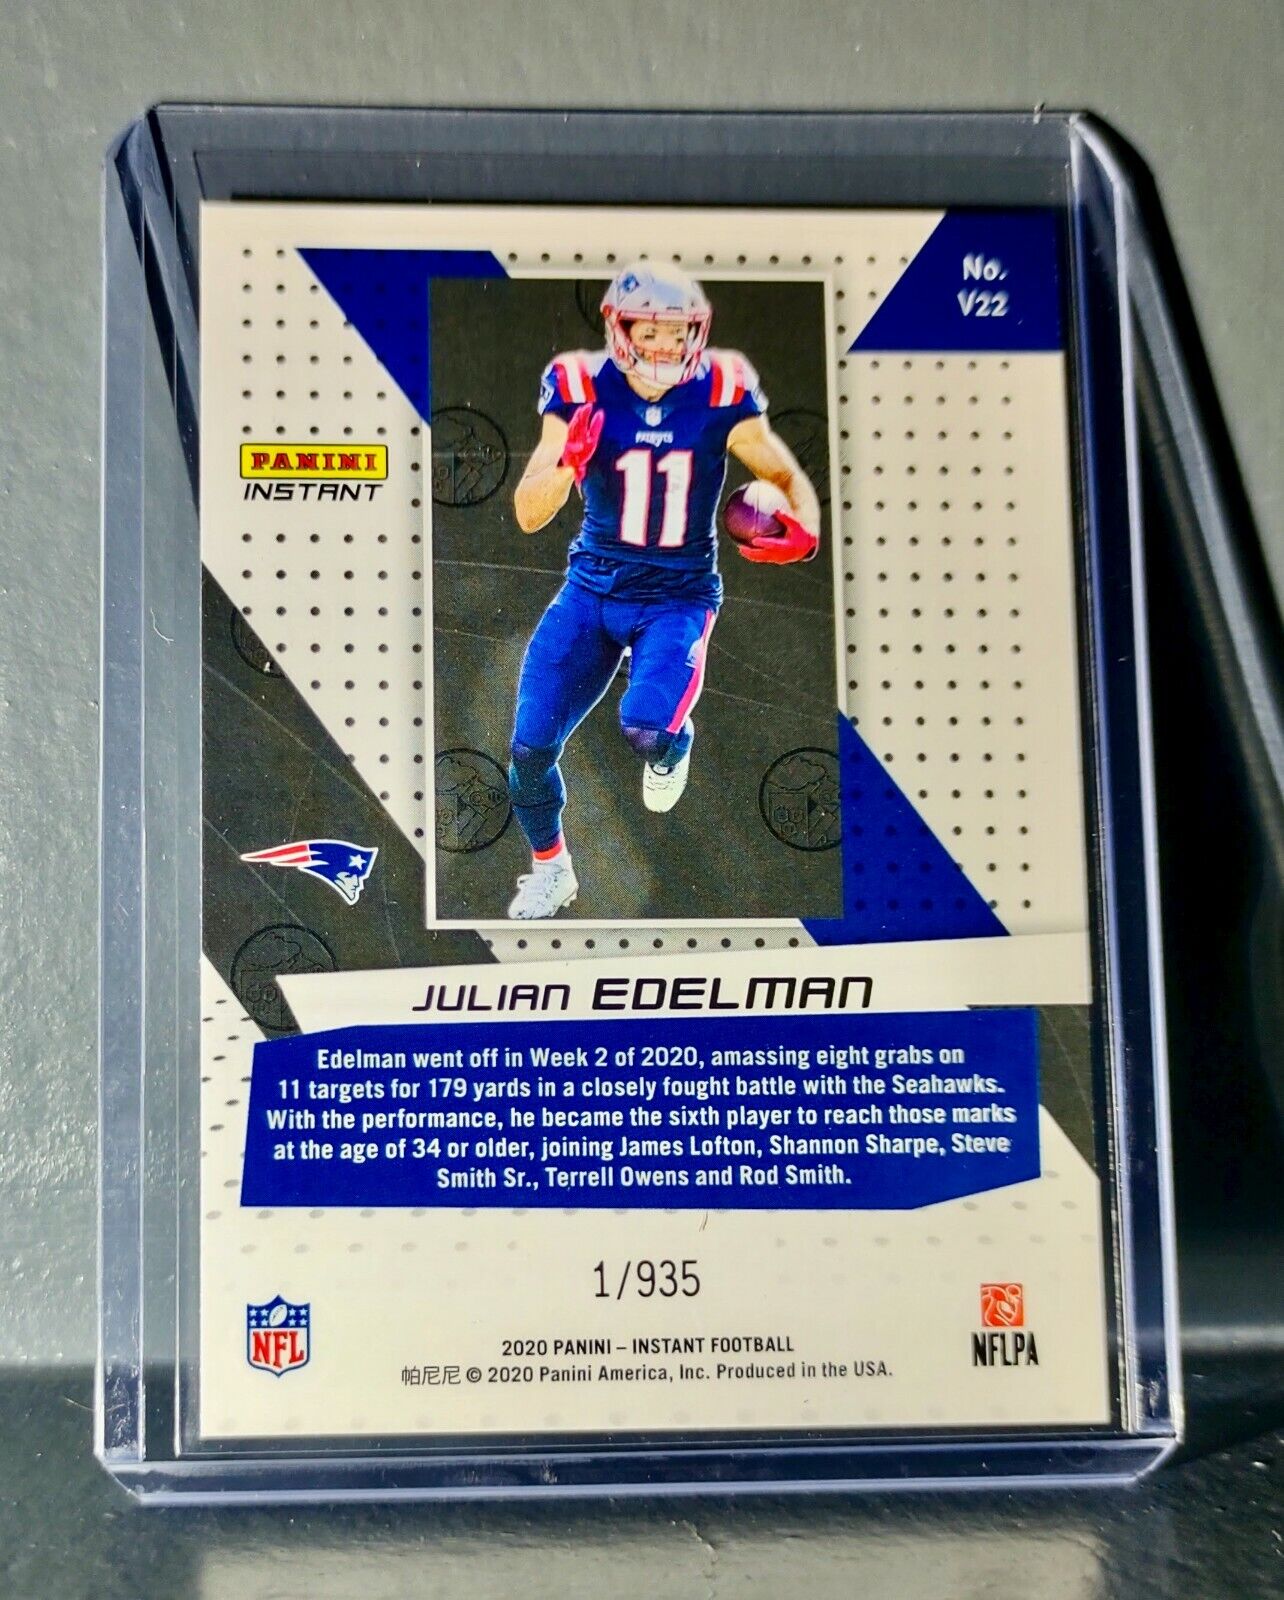 No.
V22
PANINI
INSTANT
PATRIOTS
11
JULIAN EDELMAN
Edelman went off in Week 2 of 2020, amassing eight grabs on
11 targets for 179 yards in a closely fought battle with the Seahawks.
With the performance, he became the sixth player to reach those marks
at the age of 34 or older, joining James Lofton, Shannon Sharpe, Steve
Smith Sr., Terrell Owens and Rod Smith.
1/935
NFL
NFLPA
2020 PANINI – INSTANT FOOTBALL
帕尼尼 © 2020 Panini America, Inc. Produced in the USA.